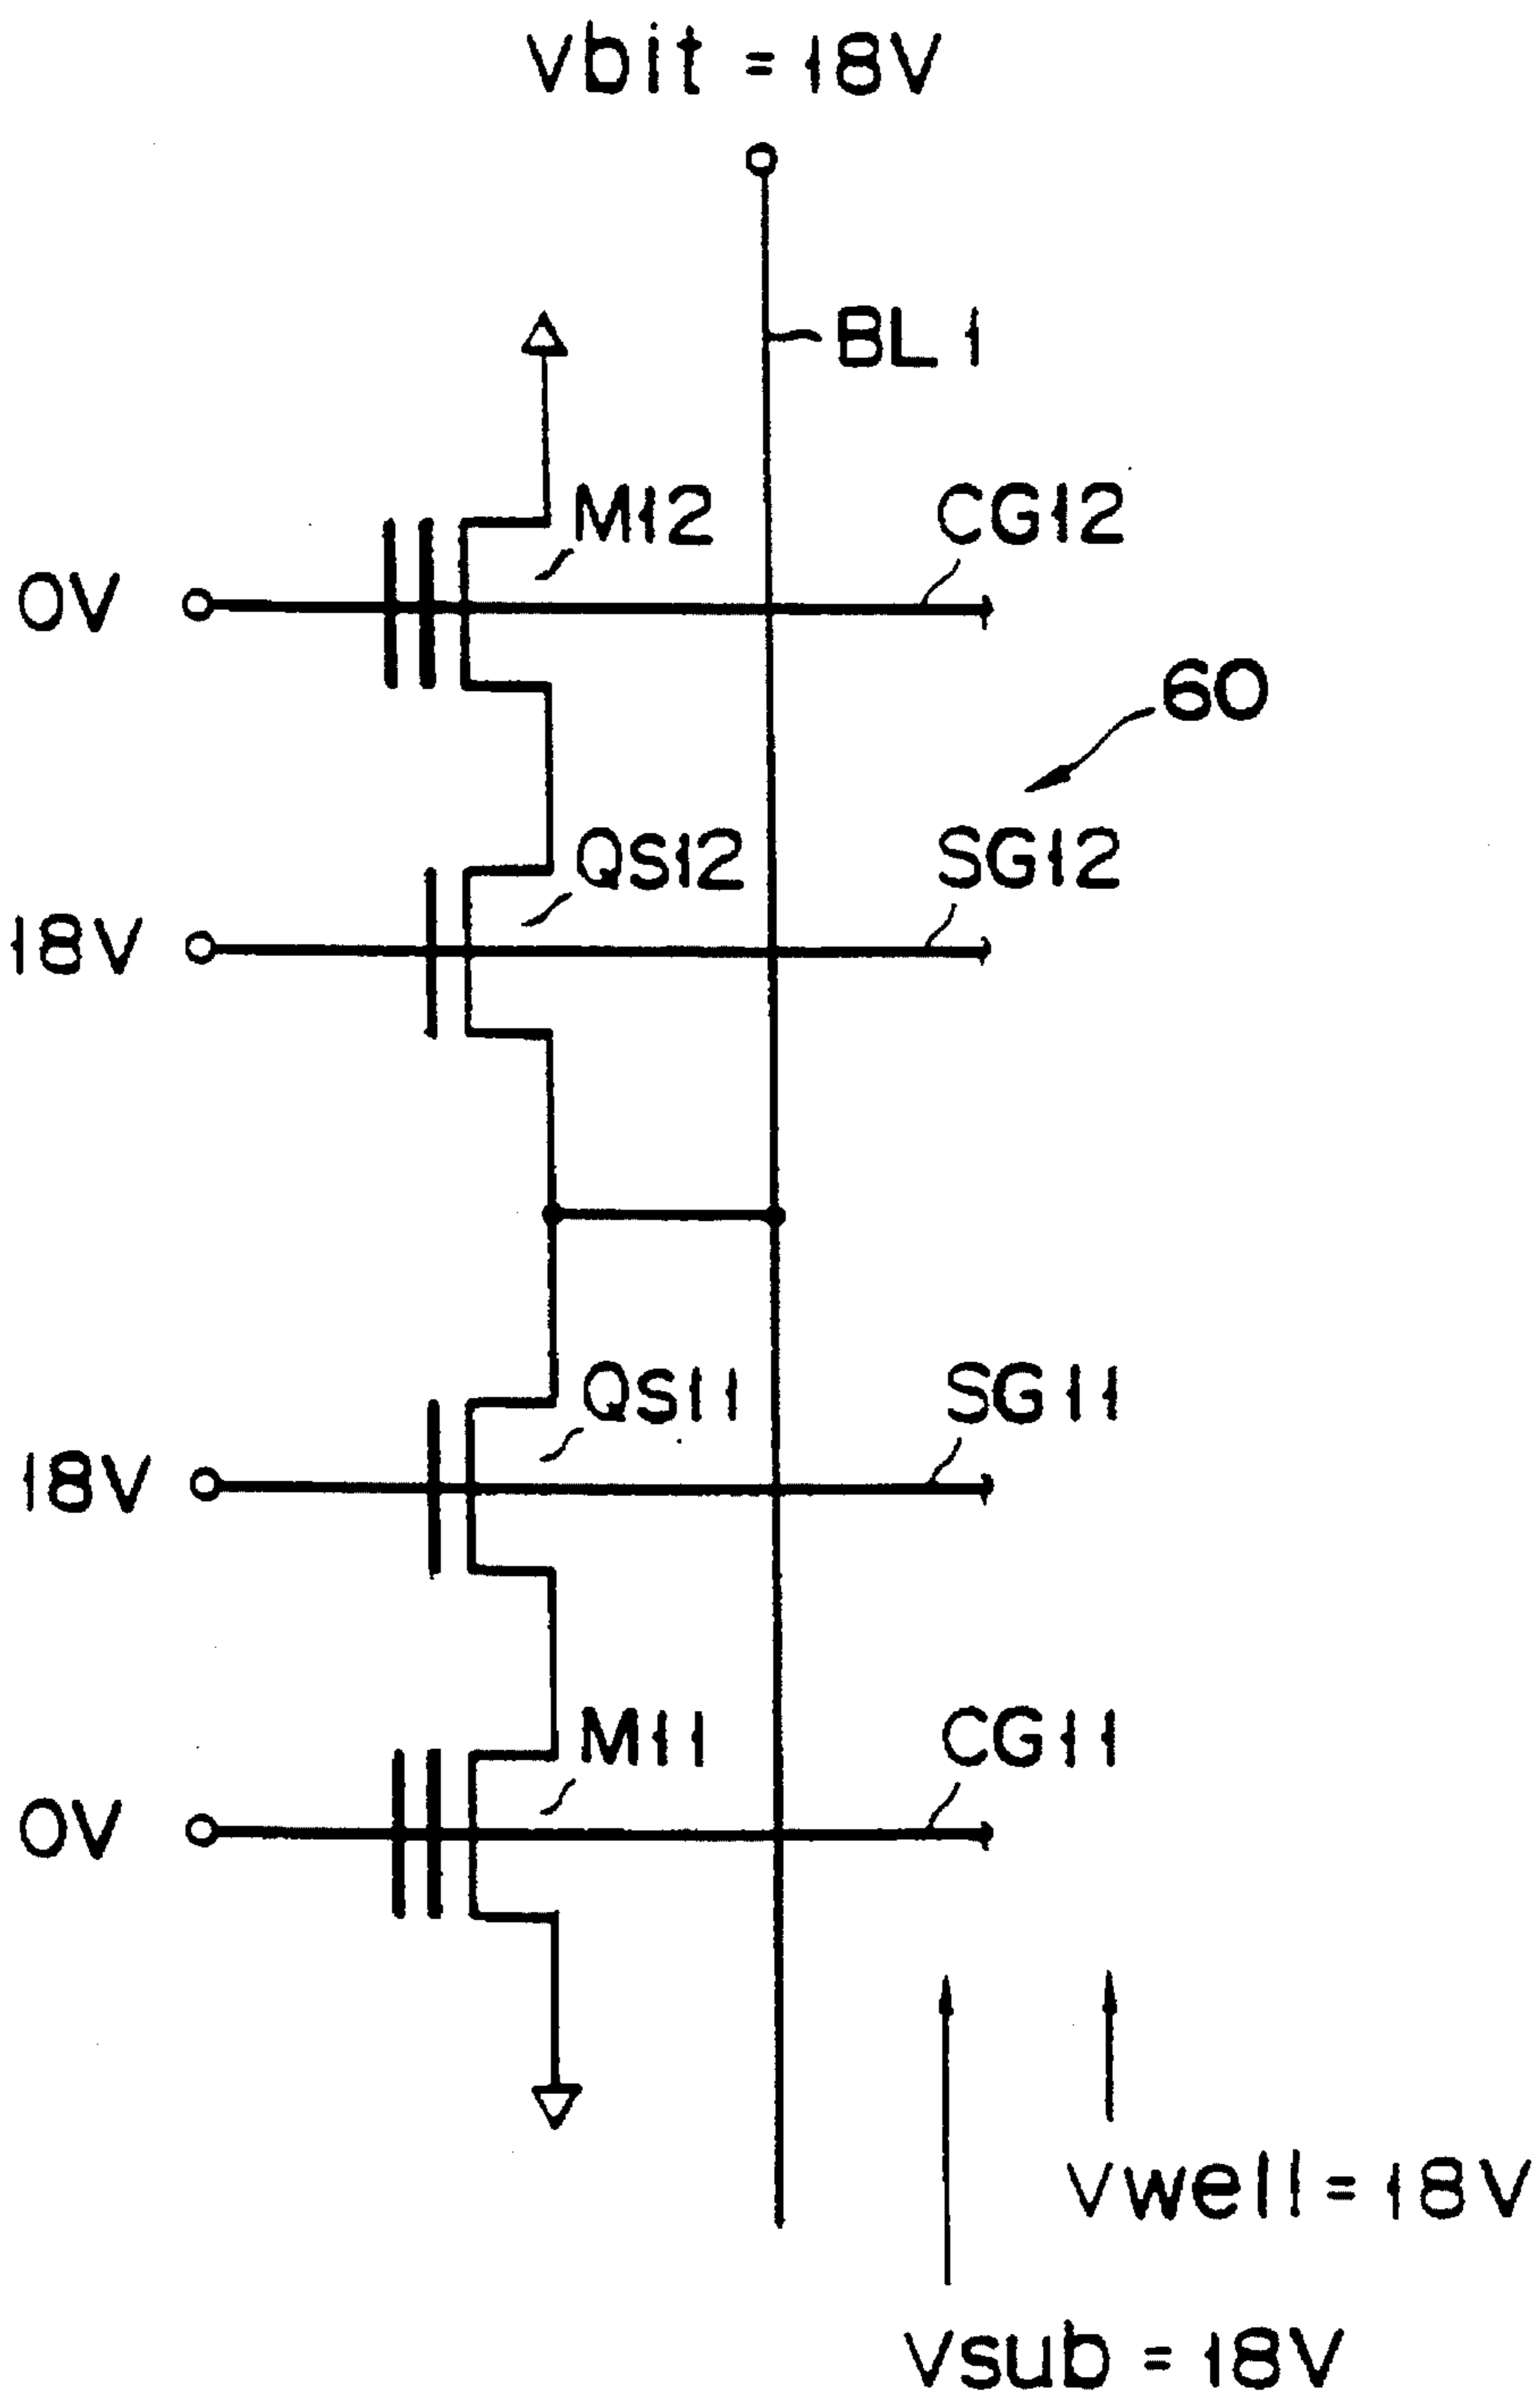 Vbit = 18V
BL1
M12
CG12
0V
60
QS12
SG12
18V
QS11
SG11
18V
M11
CG11
0V
Vwell = 18V
Vsub = 18V